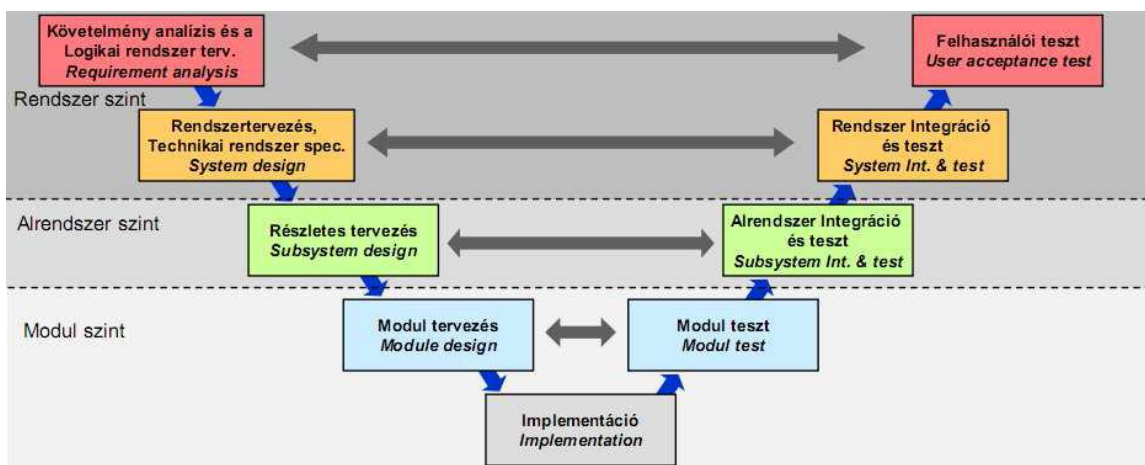 Követelmény analízis és a
Logikai rendszer terv.
Requirement analysis
Felhasználói teszt
User acceptance test
Rendszer szint
Rendszertervezés,
Technikai rendszer spec.
System design
Rendszer Integráció
és teszt
System Int. & test
Alrendszer szint
Részletes tervezés
Subsystem design
Alrendszer Integráció
és teszt
Subsystem Int. & test
Modul szint
Modul tervezés
Module design
Modul teszt
Modul test
Implementáció
Implementation